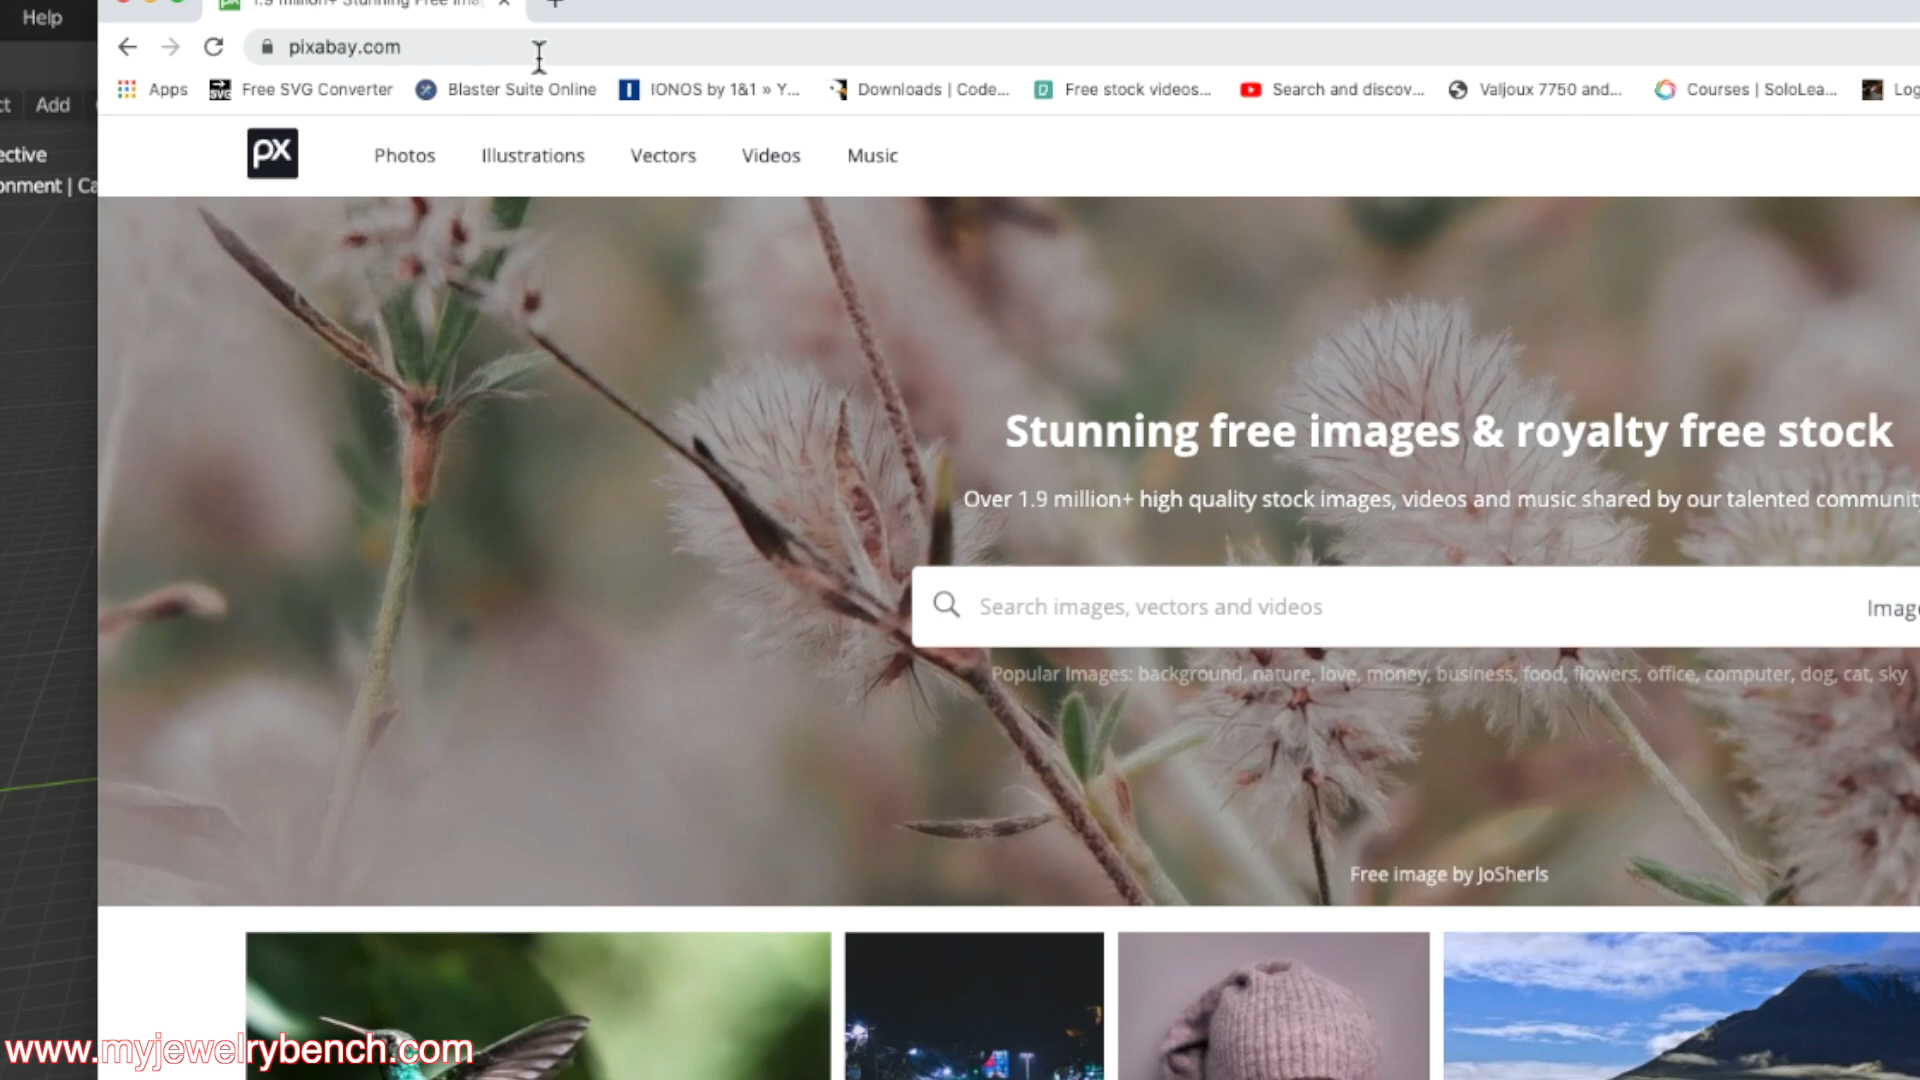 Help
1.9 million+ Stunning Free Ima
pixabay.com
Apps
Free SVG Converter
Blaster Suite Online
IONOS by 1&1 » Y...
Downloads | Code...
Free stock videos...
Search and discov...
Valjoux 7750 and...
Courses | SoloLea...
Log
ct
Add
ective
onment | Ca
px
Photos
Illustrations
Vectors
Videos
Music
Stunning free images & royalty free stock
Over 1.9 million+ high quality stock images, videos and music shared by our talented community
Search images, vectors and videos
Image
Popular Images: background, nature, love, money, business, food, flowers, office, computer, dog, cat, sky
Free image by JoSherls
www.myjewelrybench.com